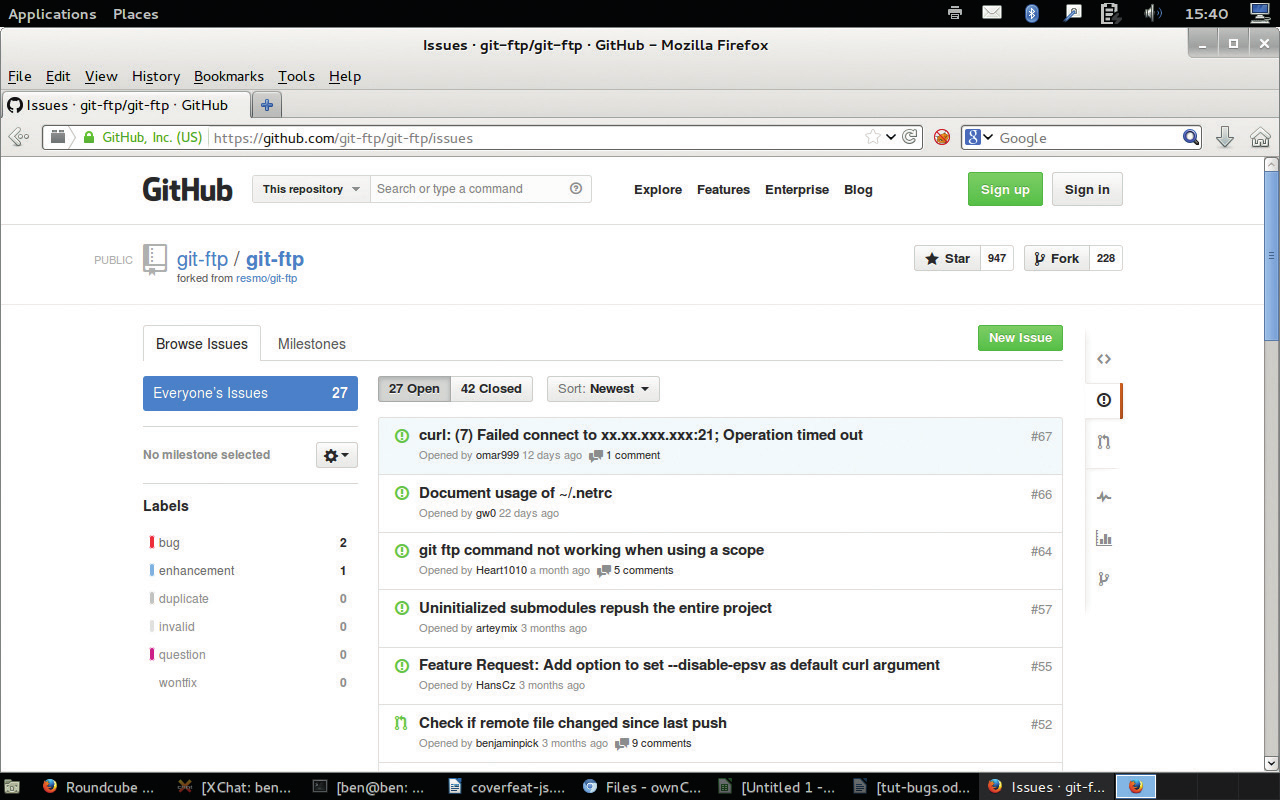 Applications Places 15:40
Issues · git-ftp/git-ftp · GitHub - Mozilla Firefox
File Edit View History Bookmarks Tools Help
Issues · git-ftp/git-ftp · GitHub
GitHub, Inc. (US) https://github.com/git-ftp/git-ftp/issues Google
GitHub This repository Search or type a command Explore Features Enterprise Blog Sign up Sign in
PUBLIC git-ftp / git-ftp Star 947 Fork 228
forked from resmo/git-ftp
Browse Issues Milestones New Issue
Everyone's Issues 27
27 Open 42 Closed Sort: Newest
No milestone selected
Labels
bug 2
enhancement 1
duplicate 0
invalid 0
question 0
wontfix 0
curl: (7) Failed connect to xx.xx.xxx.xxx:21; Operation timed out #67
Opened by omar999 12 days ago 1 comment
Document usage of ~/.netrc #66
Opened by gw0 22 days ago
git ftp command not working when using a scope #64
Opened by Heart1010 a month ago 5 comments
Uninitialized submodules repush the entire project #57
Opened by arteymix 3 months ago
Feature Request: Add option to set --disable-epsv as default curl argument #55
Opened by HansCz 3 months ago
Check if remote file changed since last push #52
Opened by benjaminpick 3 months ago 9 comments
Roundcube ... [XChat: ben... [ben@ben: ... coverfeat-js.... Files - ownC... [Untitled 1 -... [tut-bugs.od... Issues · git-f...